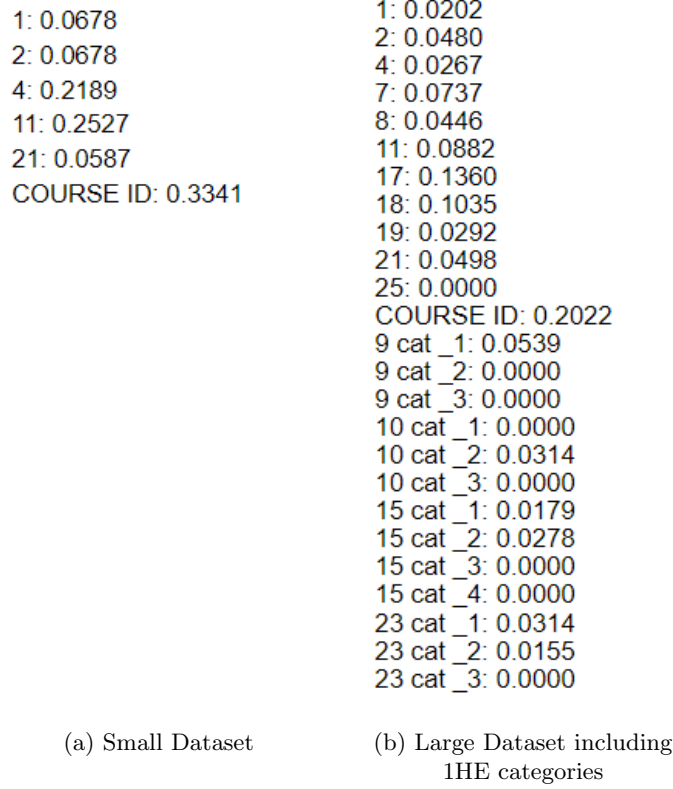 1: 0.0678
2: 0.0678
4: 0.2189
11: 0.2527
21: 0.0587
COURSE ID: 0.3341
(a) Small Dataset
1: 0.0202
2: 0.0480
4: 0.0267
7: 0.0737
8: 0.0446
11: 0.0882
17: 0.1360
18: 0.1035
19: 0.0292
21: 0.0498
25: 0.0000
COURSE ID: 0.2022
9 cat _1: 0.0539
9 cat _2: 0.0000
9 cat _3: 0.0000
10 cat _1: 0.0000
10 cat _2: 0.0314
10 cat _3: 0.0000
15 cat _1: 0.0179
15 cat _2: 0.0278
15 cat _3: 0.0000
15 cat _4: 0.0000
23 cat _1: 0.0314
23 cat _2: 0.0155
23 cat _3: 0.0000
(b) Large Dataset including
1HE categories